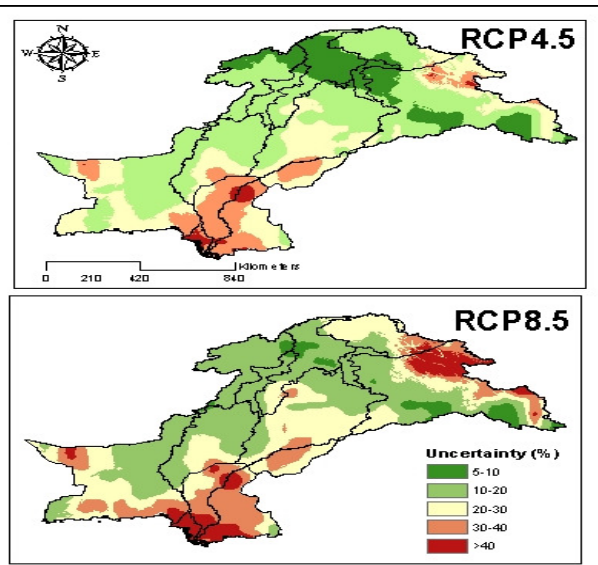 N
W E
S
RCP4.5
Kilometers
0 210 420 840
RCP8.5
Uncertainty (%)
5-10
10-20
20-30
30-40
>40